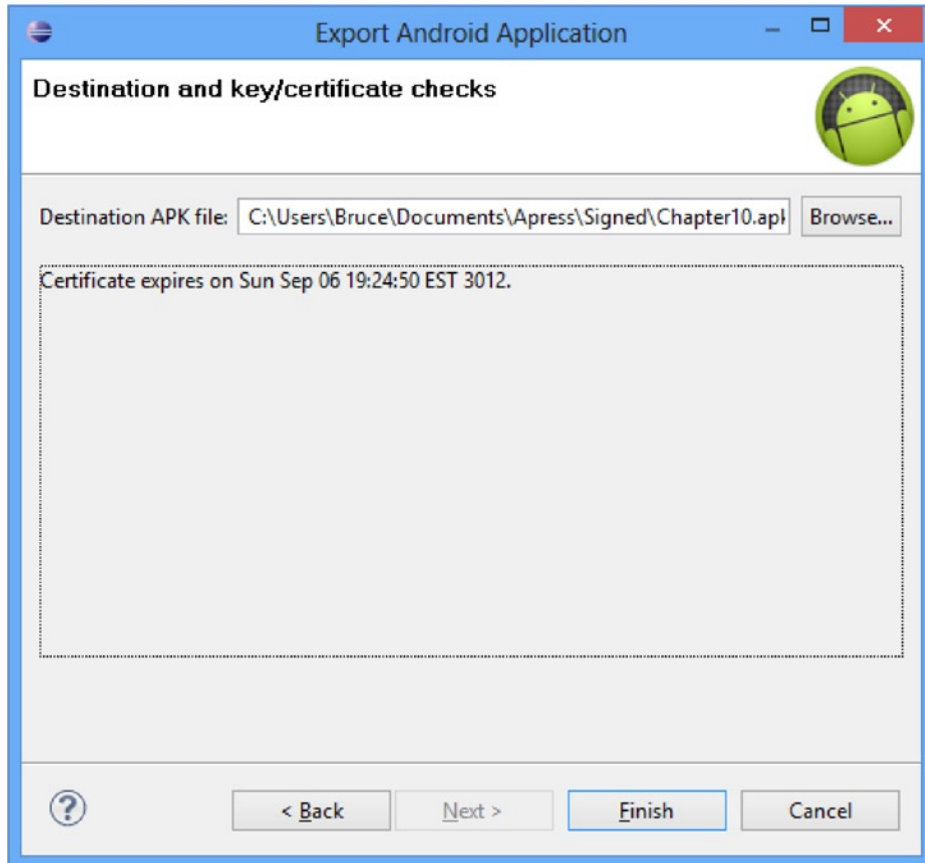 Export Android Application
Destination and key/certificate checks
Destination APK file: C:\Users\Bruce\Documents\Apress\Signed\Chapter10.apk Browse...
Certificate expires on Sun Sep 06 19:24:50 EST 3012.
< Back Next > Finish Cancel